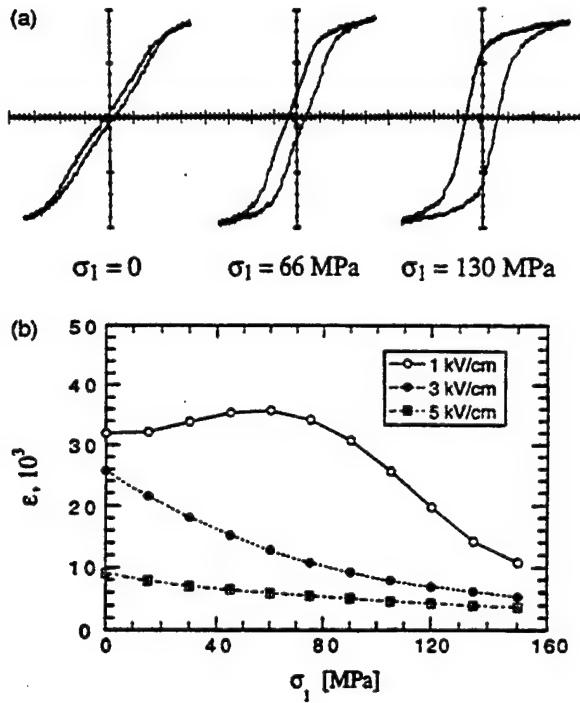 (a)
σ₁ = 0 σ₁ = 66 MPa σ₁ = 130 MPa
(b)
50
40
30
20
10
0
ε, 10³
1 kV/cm
3 kV/cm
5 kV/cm
0 40 80 120 160
σ₁ [MPa]